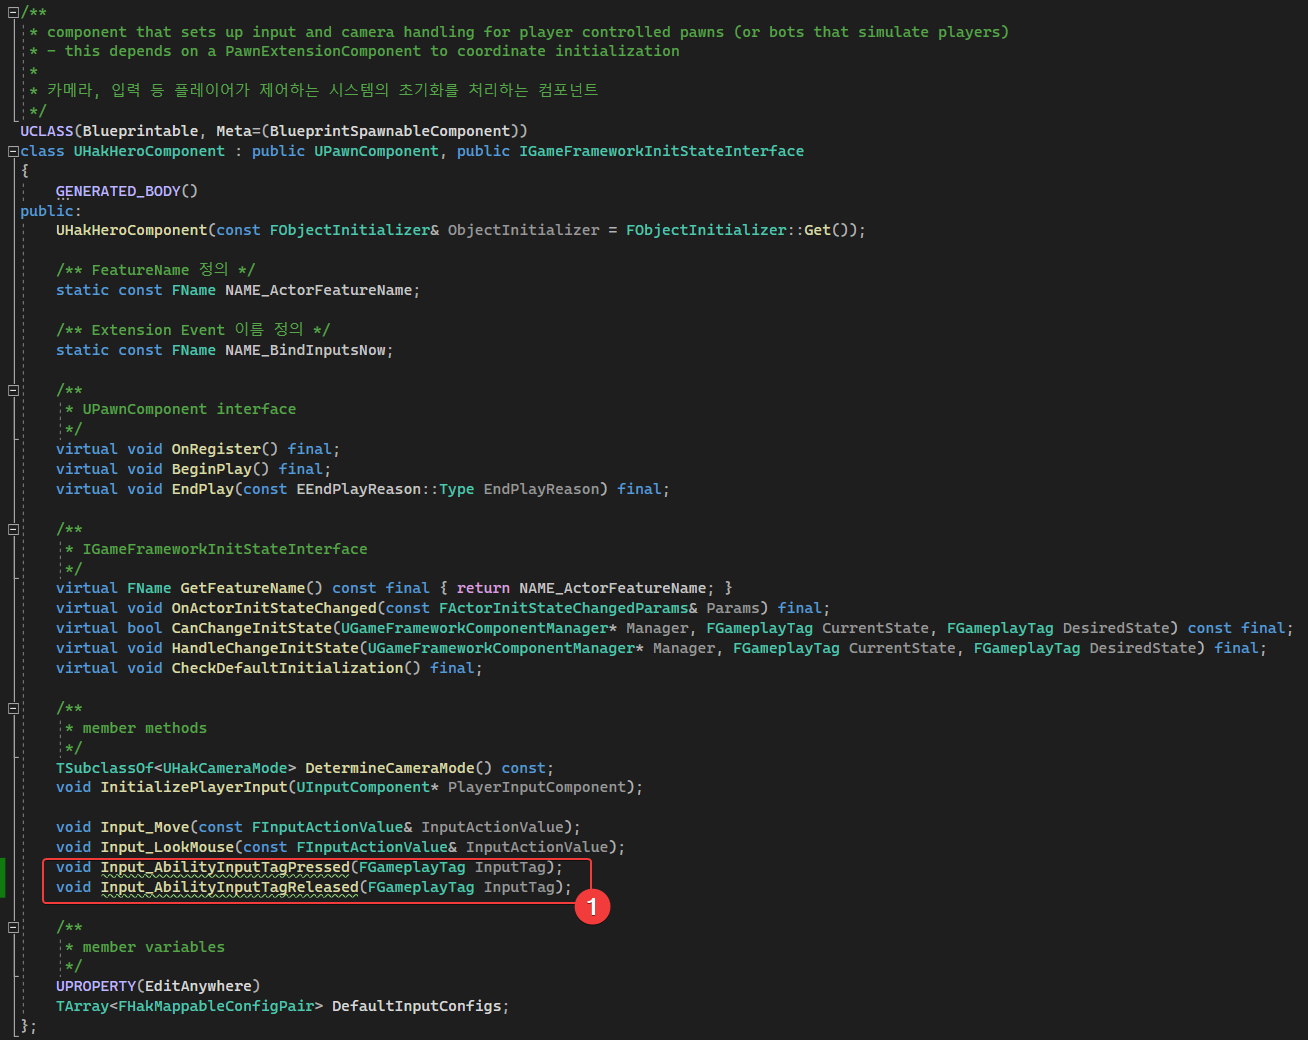 /**
 * component that sets up input and camera handling for player controlled pawns (or bots that simulate players)
 * - this depends on a PawnExtensionComponent to coordinate initialization
 *
 * 카메라, 입력 등 플레이어가 제어하는 시스템의 초기화를 처리하는 컴포넌트
 */
UCLASS(Blueprintable, Meta=(BlueprintSpawnableComponent))
class UHakHeroComponent : public UPawnComponent, public IGameFrameworkInitStateInterface
{
    GENERATED_BODY()
public:
    UHakHeroComponent(const FObjectInitializer& ObjectInitializer = FObjectInitializer::Get());

    /** FeatureName 정의 */
    static const FName NAME_ActorFeatureName;

    /** Extension Event 이름 정의 */
    static const FName NAME_BindInputsNow;

    /**
     * UPawnComponent interface
     */
    virtual void OnRegister() final;
    virtual void BeginPlay() final;
    virtual void EndPlay(const EEndPlayReason::Type EndPlayReason) final;

    /**
     * IGameFrameworkInitStateInterface
     */
    virtual FName GetFeatureName() const final { return NAME_ActorFeatureName; }
    virtual void OnActorInitStateChanged(const FActorInitStateChangedParams& Params) final;
    virtual bool CanChangeInitState(UGameFrameworkComponentManager* Manager, FGameplayTag CurrentState, FGameplayTag DesiredState) const final;
    virtual void HandleChangeInitState(UGameFrameworkComponentManager* Manager, FGameplayTag CurrentState, FGameplayTag DesiredState) final;
    virtual void CheckDefaultInitialization() final;

    /**
     * member methods
     */
    TSubclassOf<UHakCameraMode> DetermineCameraMode() const;
    void InitializePlayerInput(UInputComponent* PlayerInputComponent);

    void Input_Move(const FInputActionValue& InputActionValue);
    void Input_LookMouse(const FInputActionValue& InputActionValue);
    void Input_AbilityInputTagPressed(FGameplayTag InputTag);
    void Input_AbilityInputTagReleased(FGameplayTag InputTag);
1

    /**
     * member variables
     */
    UPROPERTY(EditAnywhere)
    TArray<FHakMappableConfigPair> DefaultInputConfigs;
};